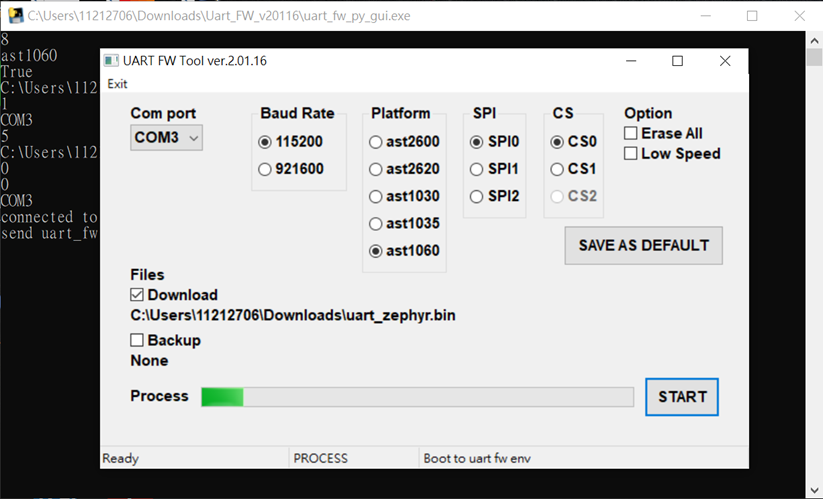 C:\Users\11212706\Downloads\Uart_FW_v20116\uart_fw_py_gui.exe
8
ast1060
True
C:\Users\112
1
COM3
5
C:\Users\112
0
0
COM3
connected to
send uart_fw
UART FW Tool ver.2.01.16
Exit
Com port
COM3
Baud Rate
115200
921600
Platform
ast2600
ast2620
ast1030
ast1035
ast1060
SPI
SPI0
SPI1
SPI2
CS
CS0
CS1
CS2
Option
Erase All
Low Speed
SAVE AS DEFAULT
Files
Download
C:\Users\11212706\Downloads\uart_zephyr.bin
Backup
None
Process
START
Ready
PROCESS
Boot to uart fw env